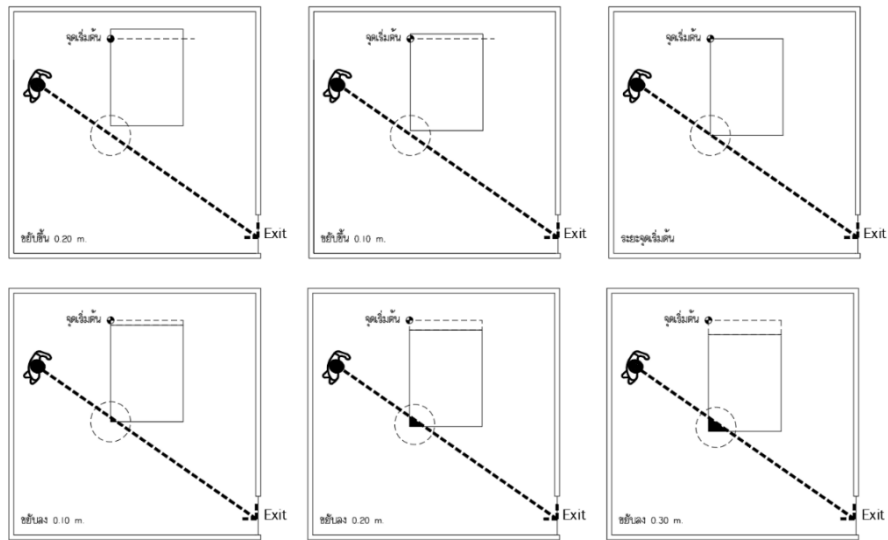 จุดเริ่มต้น
Exit
ขยับขึ้น 0.20 m.
จุดเริ่มต้น
Exit
ขยับขึ้น 0.10 m.
จุดเริ่มต้น
Exit
ระยะจุดเริ่มต้น
จุดเริ่มต้น
Exit
ขยับลง 0.10 m.
จุดเริ่มต้น
Exit
ขยับลง 0.20 m.
จุดเริ่มต้น
Exit
ขยับลง 0.30 m.